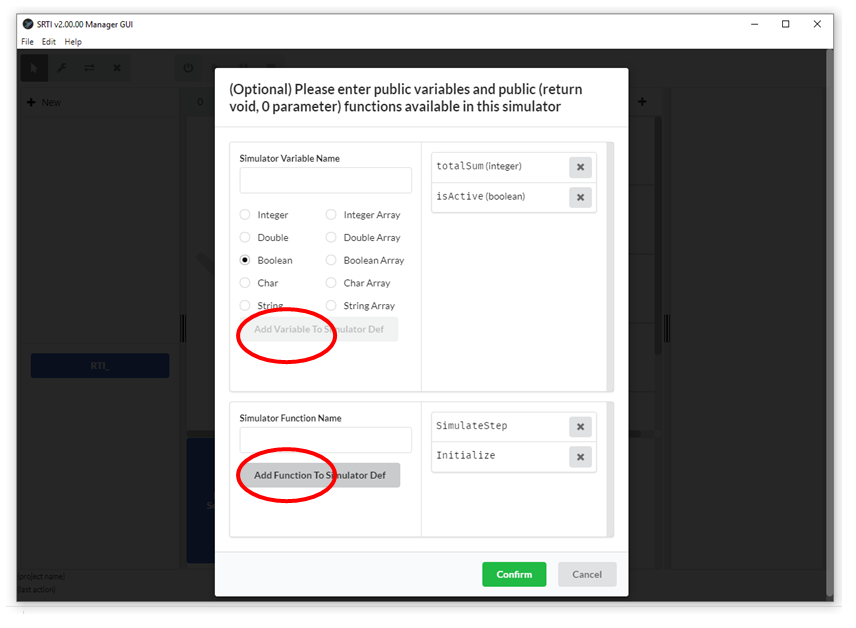 SRTI v2.00.00 Manager GUI
File Edit Help
New
0
(Optional) Please enter public variables and public (return
void, 0 parameter) functions available in this simulator
Simulator Variable Name
Integer
Integer Array
Double
Double Array
Boolean
Boolean Array
Char
Char Array
String
String Array
Add Variable To Simulator Def
totalSum (integer)
isActive (boolean)
RTI_
Simulator Function Name
Add Function To Simulator Def
SimulateStep
Initialize
Confirm
Cancel
(project name)
(last action)